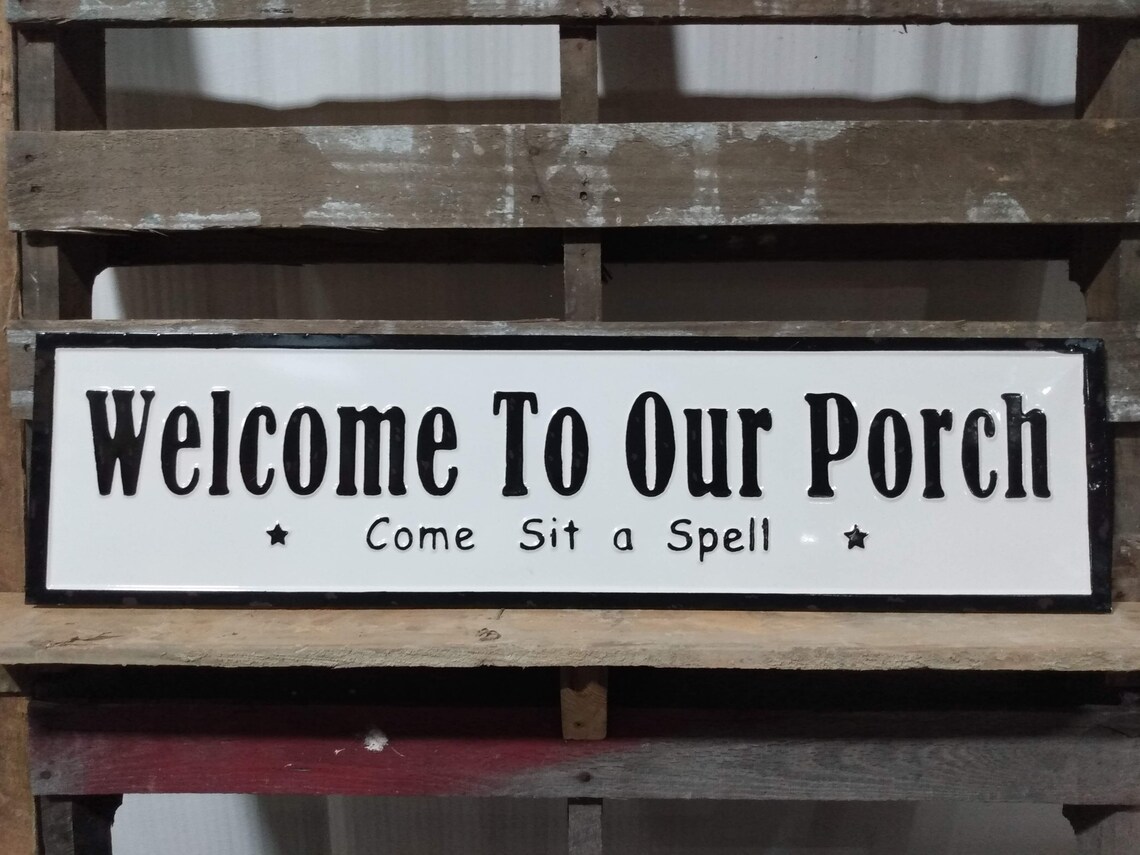 Welcome To Our Porch
★ Come Sit a Spell ★